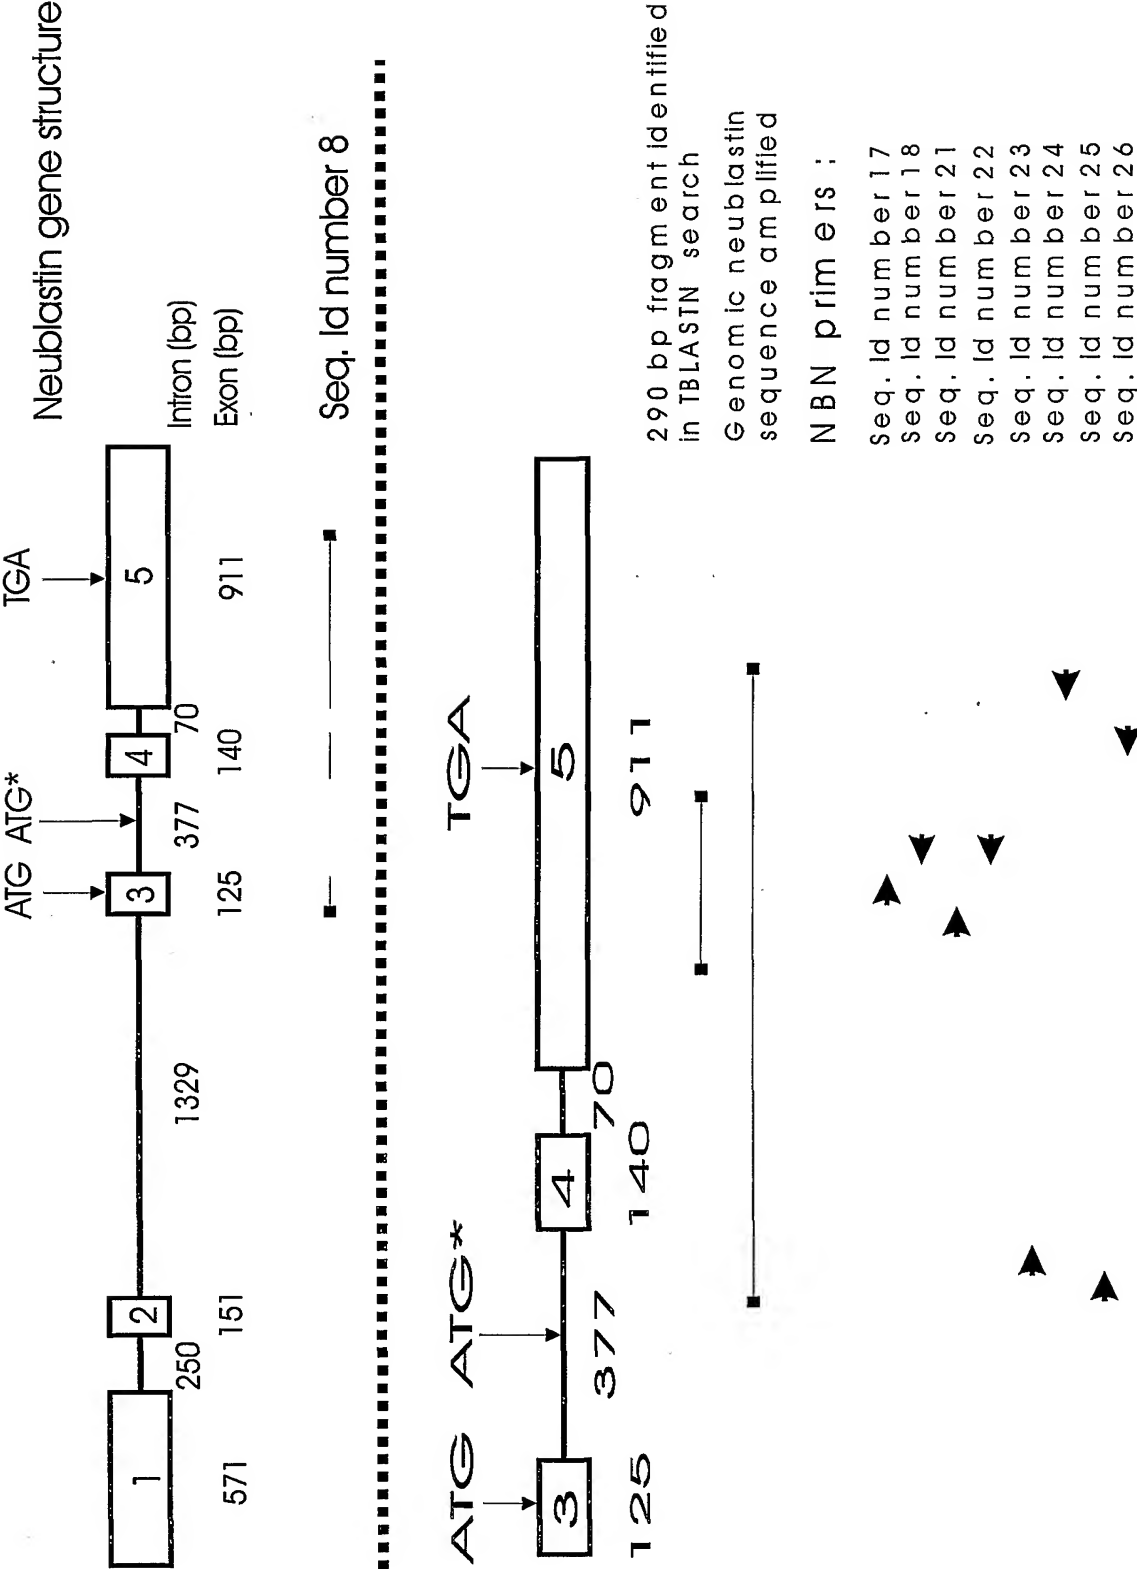 Neublastin gene structure
ATG ATG* TGA
1 2 3 4 5
250 1329 377 70 Intron (bp)
571 151 125 140 911 Exon (bp)
Seq. Id number 8
ATG ATG* TGA
3 4 5
377 70
125 140 911
290 bp fragment identified
in TBLASTN search
Genomic neublastin
sequence amplified
NBN primers :
Seq. Id number 17
Seq. Id number 18
Seq. Id number 21
Seq. Id number 22
Seq. Id number 23
Seq. Id number 24
Seq. Id number 25
Seq. Id number 26